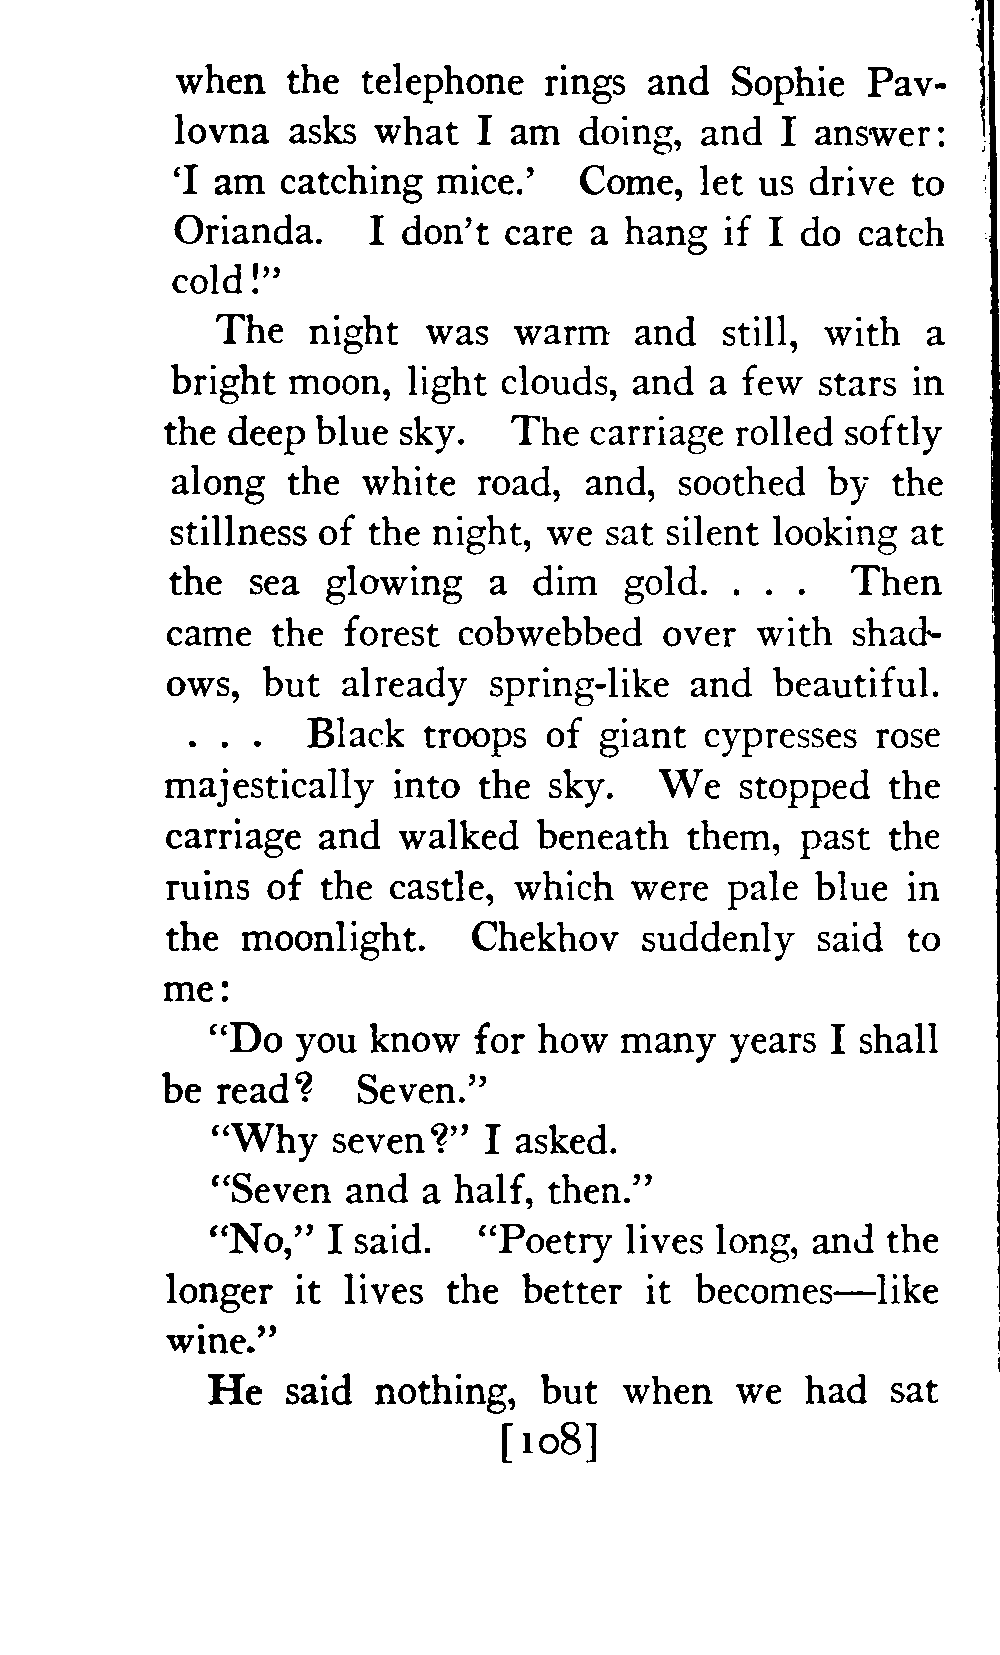 when the telephone rings and Sophie Pav-
lovna asks what I am doing, and I answer:
‘I am catching mice.’ Come, let us drive to
Orianda. I don’t care a hang if I do catch
cold!”
The night was warm and still, with a
bright moon, light clouds, and a few stars in
the deep blue sky. The carriage rolled softly
along the white road, and, soothed by the
stillness of the night, we sat silent looking at
the sea glowing a dim gold. . . . Then
came the forest cobwebbed over with shad-
ows, but already spring-like and beautiful.
. . . Black troops of giant cypresses rose
majestically into the sky. We stopped the
carriage and walked beneath them, past the
ruins of the castle, which were pale blue in
the moonlight. Chekhov suddenly said to
me:
“Do you know for how many years I shall
be read? Seven.”
“Why seven?” I asked.
“Seven and a half, then.”
“No,” I said. “Poetry lives long, and the
longer it lives the better it becomes—like
wine.”
He said nothing, but when we had sat
[108]